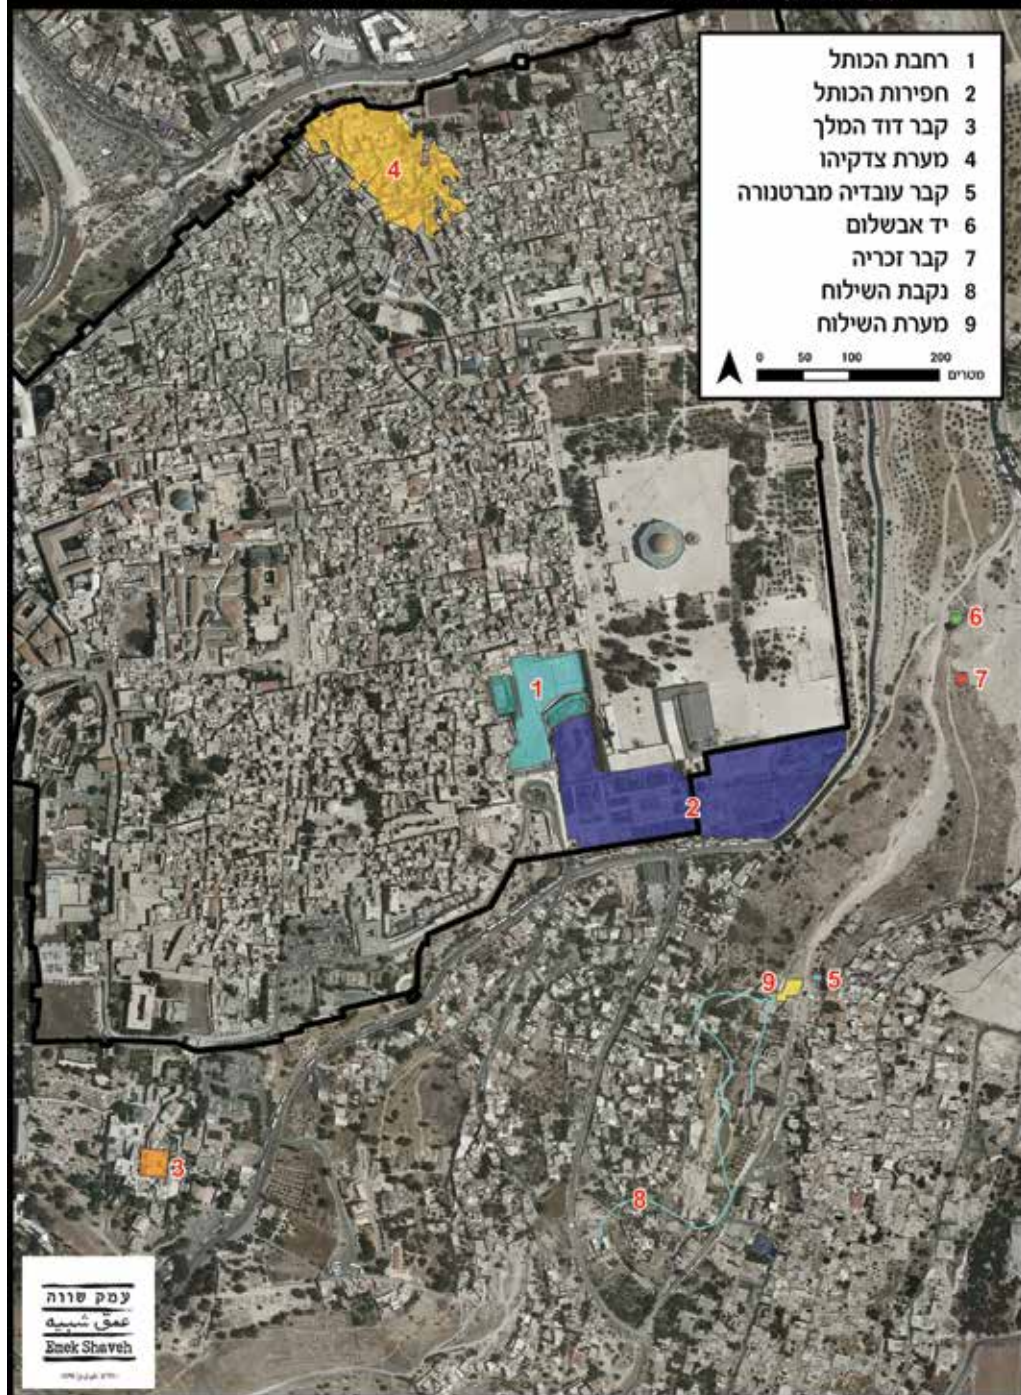 1 רחבת הכותל
2 חפירות הכותל
3 קבר דוד המלך
4 מערת צדקיהו
5 קבר עובדיה מברטנורה
6 יד אבשלום
7 קבר זכריה
8 נקבת השילוח
9 מערת השילוח
0 50 100 200
מטרים
4
6
7
1
2
9 5
8
3
עמק שווה
عمق شبيه
Emek Shaveh